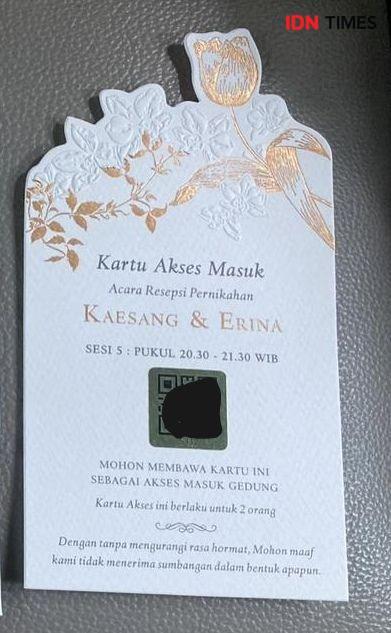 IDN TIMES
Kartu Akses Masuk
Acara Resepsi Pernikahan
KAESANG & ERINA
SESI 5 : PUKUL 20.30 - 21.30 WIB
MOHON MEMBAWA KARTU INI
SEBAGAI AKSES MASUK GEDUNG
Kartu Akses ini berlaku untuk 2 orang
Dengan tanpa mengurangi rasa hormat, Mohon maaf
kami tidak menerima sumbangan dalam bentuk apapun.